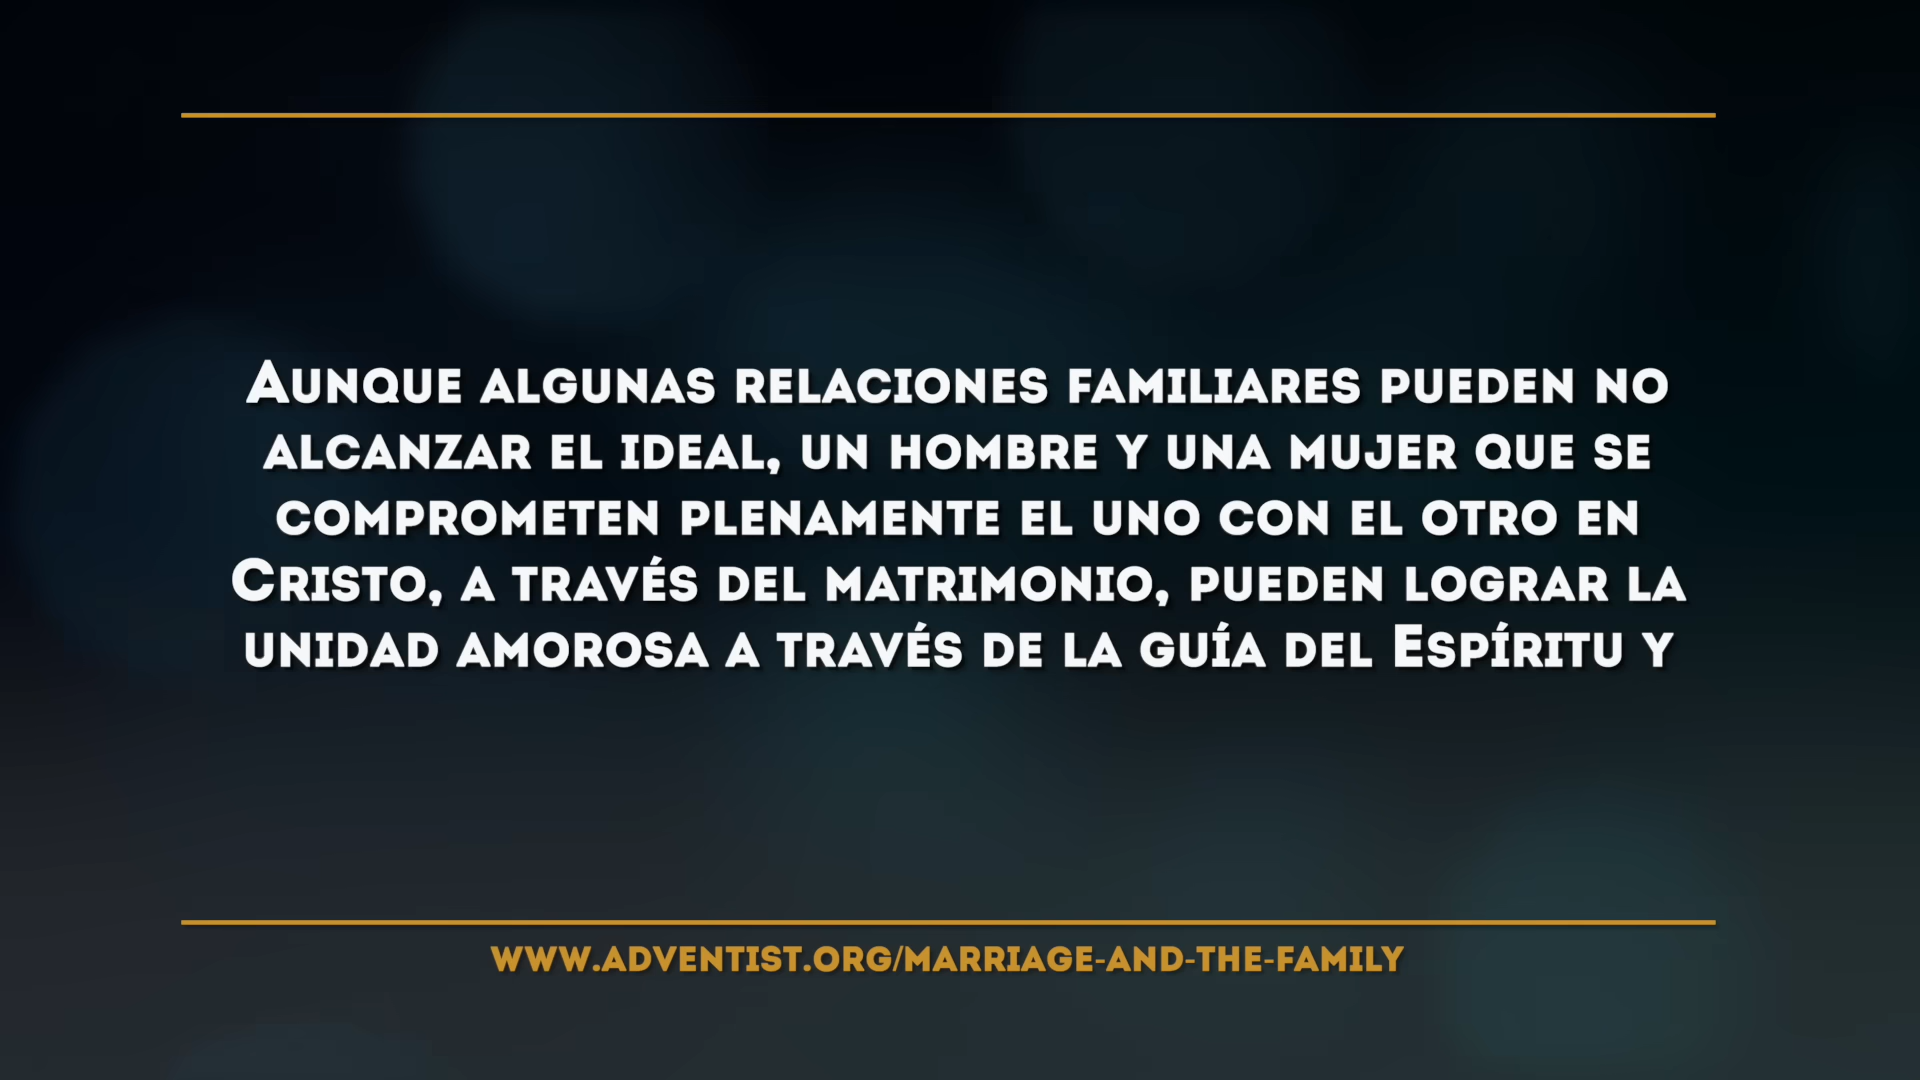 Aunque algunas relaciones familiares pueden no
alcanzar el ideal, un hombre y una mujer que se
comprometen plenamente el uno con el otro en
Cristo, a través del matrimonio, pueden lograr la
unidad amorosa a través de la guía del Espíritu y
www.adventist.org/marriage-and-the-family